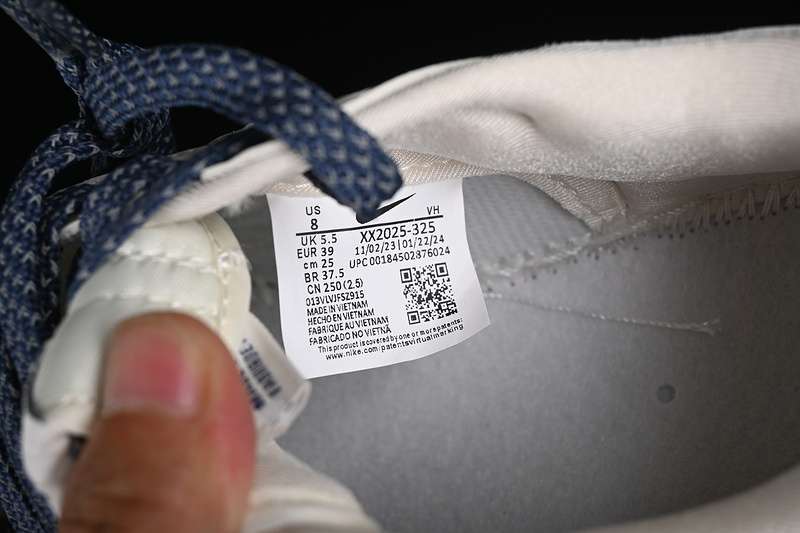 US VH
8
UK 5.5 XX2025-325
EUR 39 11/02/23|01/22/24
cm 25 UPC 00184502876024
BR 37.5
CN 250 (2.5)
013VLVJFSZ915
MADE IN VIETNAM
HECHO EN VIETNAM
FABRIQUE AU VIETNAM
FABRICADO NO VIETNÃ
This product is covered by one or more patents:
www.nike.com/patentsvirtualmarking